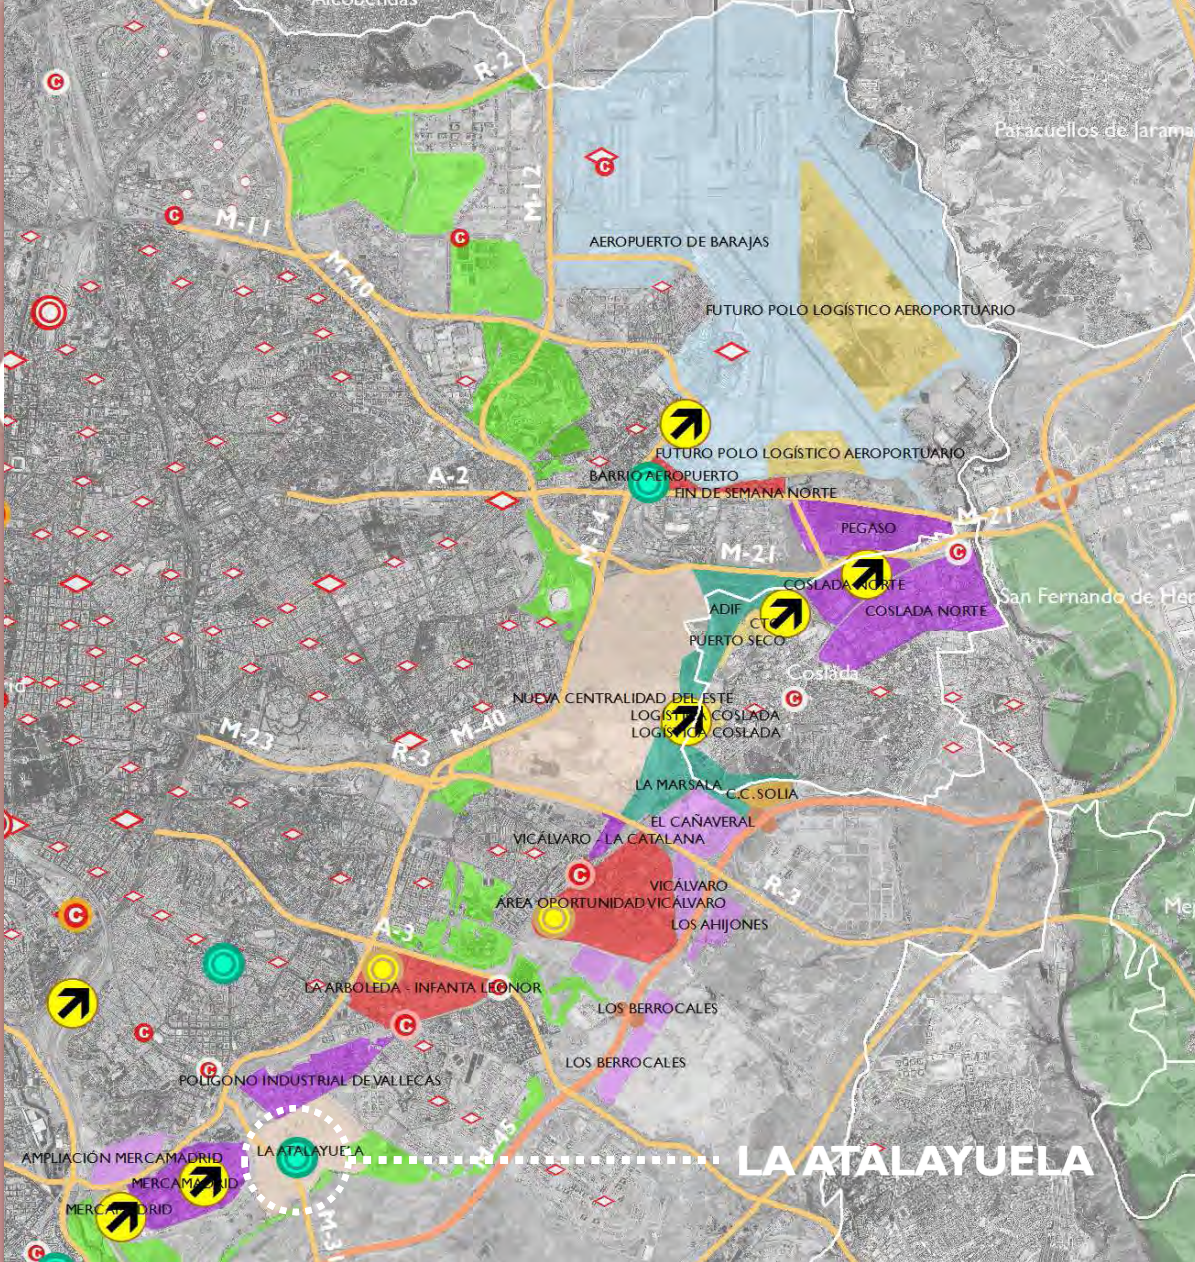 Alcobendas
R-2
Paracuellos de Jarama
M-12
M-11
AEROPUERTO DE BARAJAS
M-40
FUTURO POLO LOGÍSTICO AEROPORTUARIO
FUTURO POLO LOGÍSTICO AEROPORTUARIO
A-2
BARRIO AEROPUERTO
FIN DE SEMANA NORTE
M-21
PEGASO
M-14
M-21
COSLADA NORTE
San Fernando de Her
ADIF
COSLADA NORTE
CTC
PUERTO SECO
Coslada
NUEVA CENTRALIDAD DEL ESTE
LOGISTICA COSLADA
LOGISTICA COSLADA
M-23
M-40
R-3
LA MARSALA
C.C. SOLIA
EL CAÑAVERAL
VICÁLVARO - LA CATALANA
VICÁLVARO
R-3
ÁREA OPORTUNIDAD VICÁLVARO
LOS AHIJONES
A-3
LA ARBOLEDA - INFANTA LEONOR
LOS BERROCALES
LOS BERROCALES
POLÍGONO INDUSTRIAL DE VALLECAS
M-45
LA ATALAYUELA
LA ATALAYUELA
AMPLIACIÓN MERCAMADRID
MERCAMADRID
MERCAMADRID
M-31